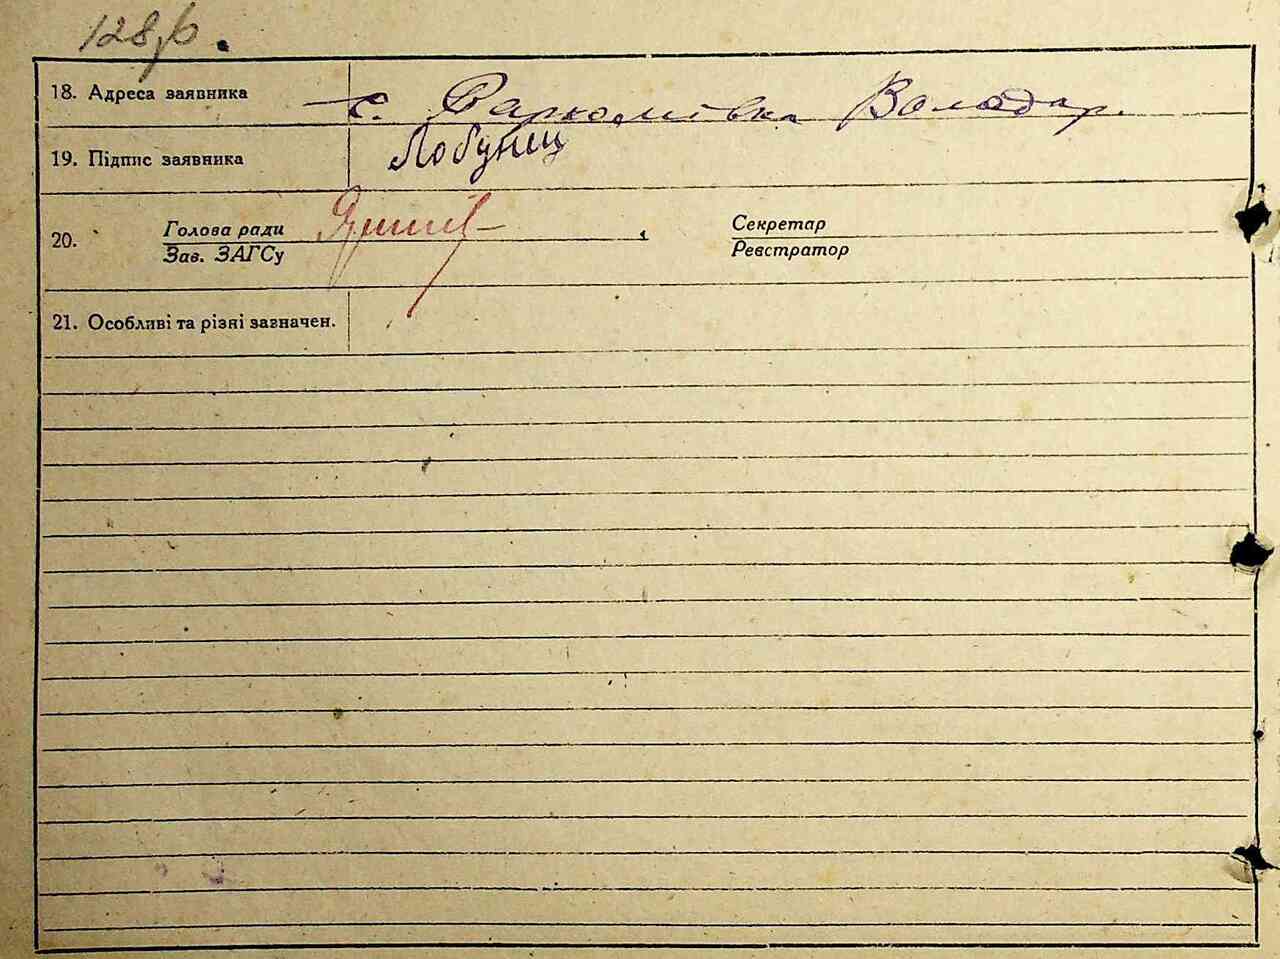 128
18. Адреса заявника с. Пархомівка Володар.
19. Підпис заявника Лобунец
20. Голова ради Секретар
Зав. ЗАГСу Реєстратор
21. Особливі та різні зазначен.